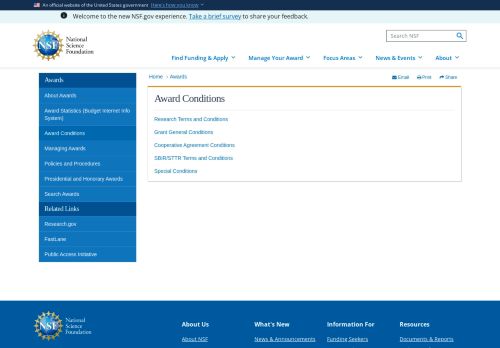 An official website of the United States government Here's how you know
Welcome to the new NSF.gov experience. Take a brief survey to share your feedback.
NSF
National
Science
Foundation
Search NSF
Find Funding & Apply
Manage Your Award
Focus Areas
News & Events
About
Awards
About Awards
Award Statistics (Budget Internet Info
System)
Award Conditions
Managing Awards
Policies and Procedures
Presidential and Honorary Awards
Search Awards
Related Links
Research.gov
FastLane
Public Access Initiative
Home
Awards
Email
Print
Share
Award Conditions
Research Terms and Conditions
Grant General Conditions
Cooperative Agreement Conditions
SBIR/STTR Terms and Conditions
Special Conditions
NSF
National
Science
Foundation
About Us
About NSF
What's New
News & Announcements
Information For
Funding Seekers
Resources
Documents & Reports